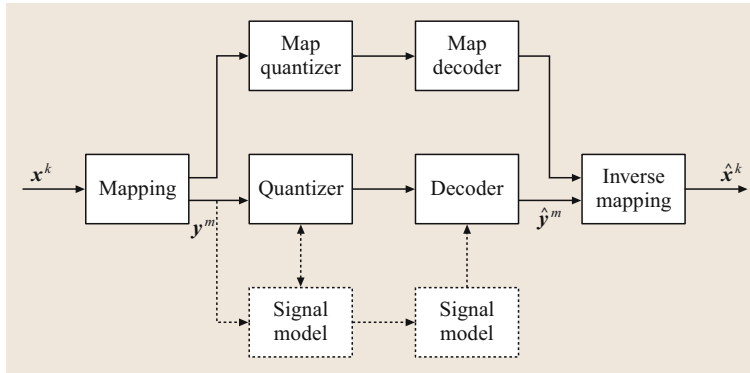 Map
quantizer
Map
decoder
x^k
Mapping
Quantizer
Decoder
Inverse
mapping
x̂^k
y^m
ŷ^m
Signal
model
Signal
model